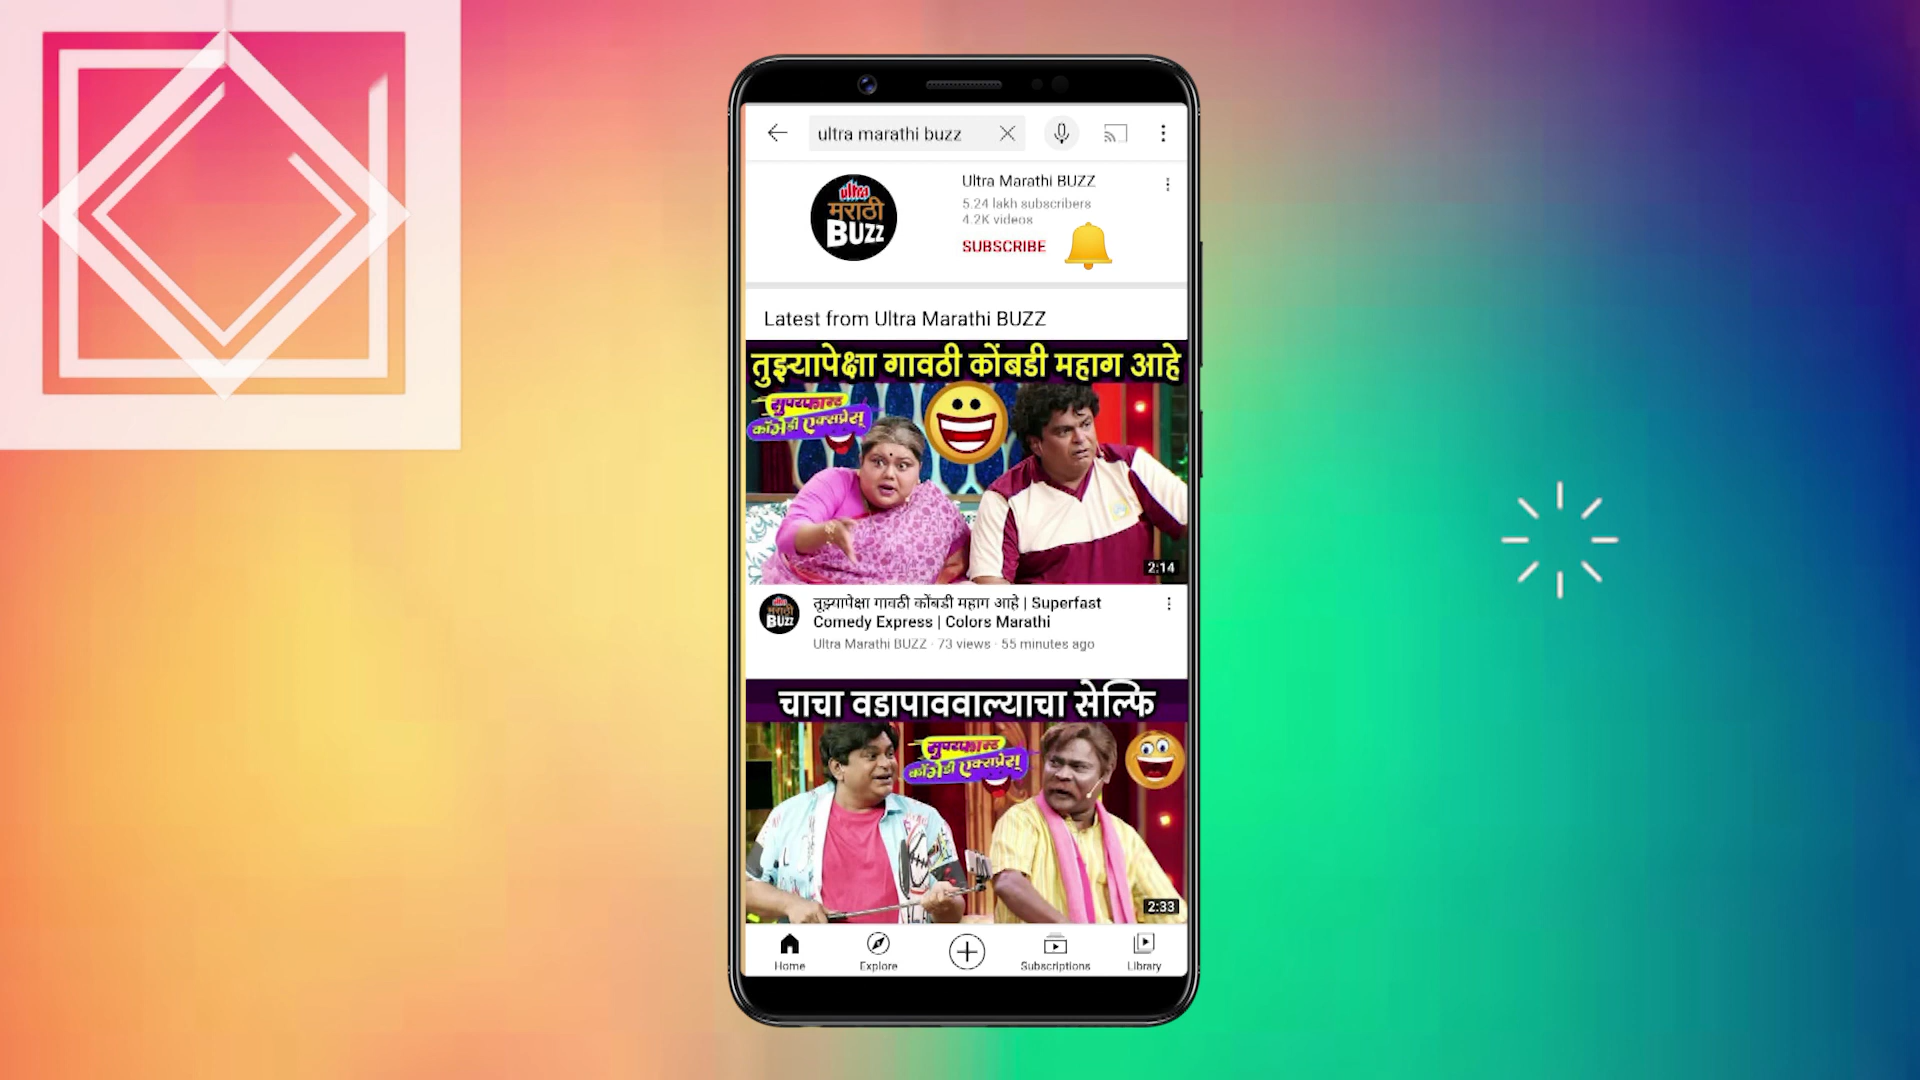 ultra marathi buzz
ultra
मराठी
BUZZ
Ultra Marathi BUZZ
5.24 lakh subscribers
4.2K videos
SUBSCRIBE
Latest from Ultra Marathi BUZZ
तुझ्यापेक्षा गावठी कोंबडी महाग आहे
सुपरफास्ट
कॉमेडी एक्सप्रेस्
2:14
ultra
मराठी
BUZZ
तूझ्यापेक्षा गावठी कोंबडी महाग आहे | Superfast
Comedy Express | Colors Marathi
Ultra Marathi BUZZ · 73 views · 55 minutes ago
चाचा वडापाववाल्याचा सेल्फि
सुपरफास्ट
कॉमेडी एक्सप्रेस्
2:33
Home
Explore
Subscriptions
Library